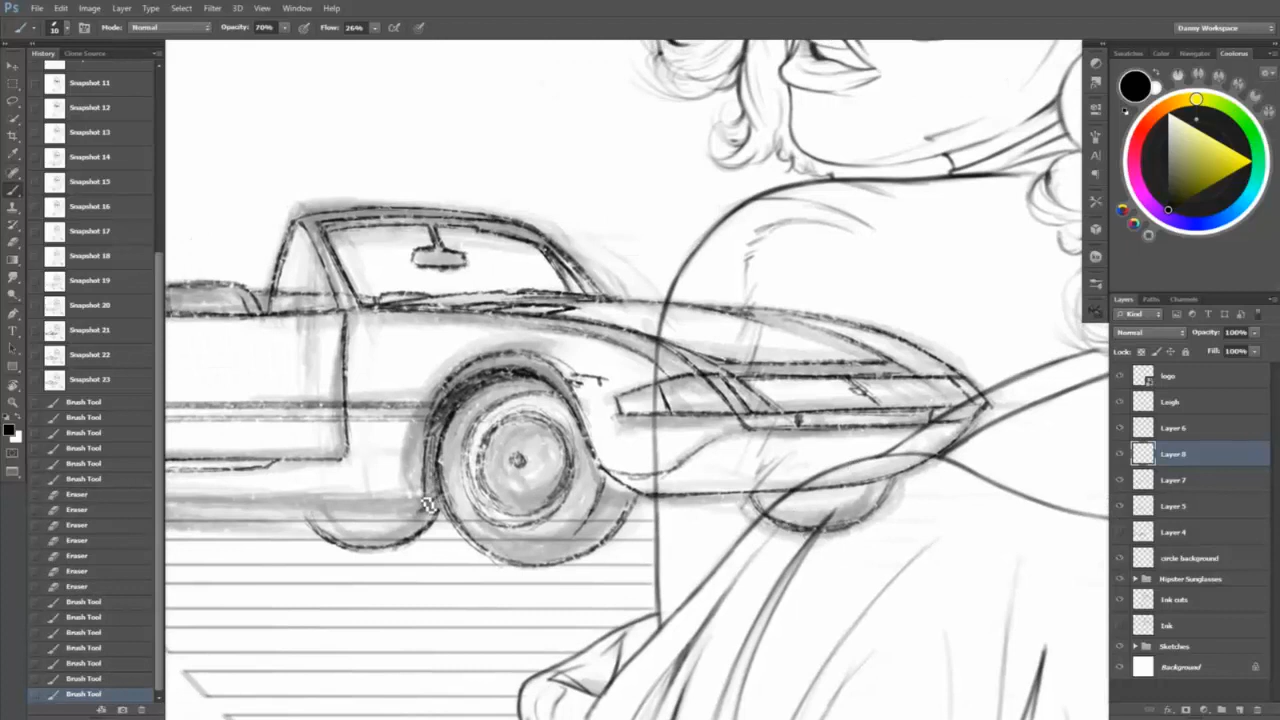 Ps File Edit Image Layer Type Select Filter 3D View Window Help
30 Mode: Normal Opacity: 70% Flow: 26% Danny Workspace
History Clone Source
Snapshot 11
Snapshot 12
Snapshot 13
Snapshot 14
Snapshot 15
Snapshot 16
Snapshot 17
Snapshot 18
Snapshot 19
Snapshot 20
Snapshot 21
Snapshot 22
Snapshot 23
Brush Tool
Brush Tool
Brush Tool
Brush Tool
Brush Tool
Brush Tool
Eraser
Eraser
Eraser
Eraser
Eraser
Eraser
Eraser
Brush Tool
Brush Tool
Brush Tool
Brush Tool
Brush Tool
Brush Tool
Brush Tool
Swatches Color Navigator Coolorus
Layers Paths Channels
Kind
Normal Opacity: 100%
Lock: Fill: 100%
logo
Leigh
Layer 6
Layer 8
Layer 7
Layer 5
Layer 4
circle background
Hipster Sunglasses
Ink cuts
Ink
Sketches
Background